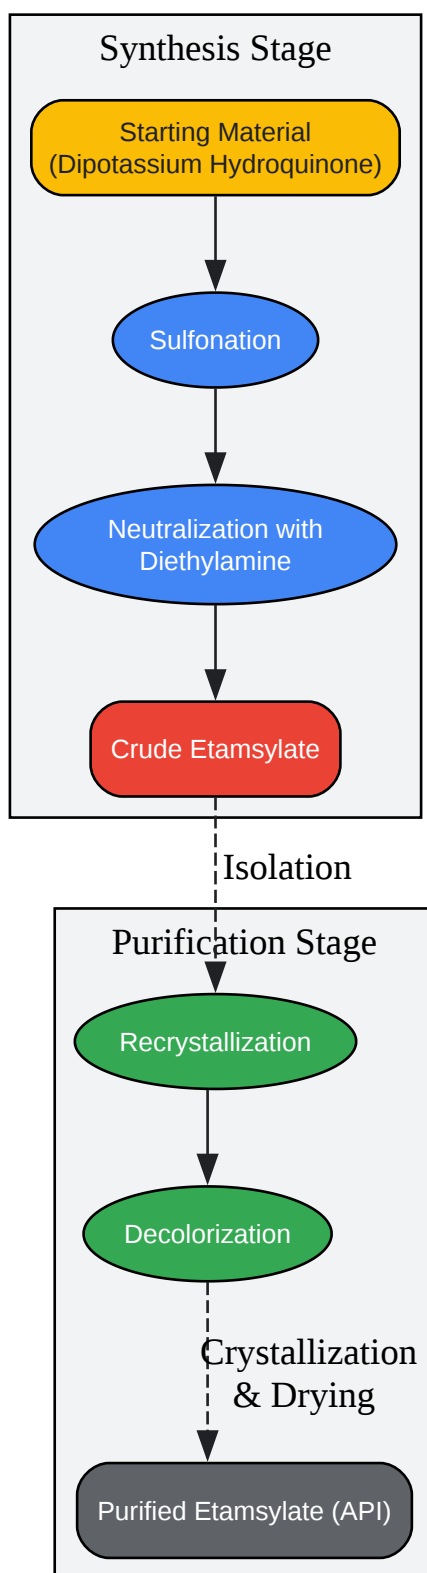 Synthesis Stage
Starting Material
(Dipotassium Hydroquinone)
Sulfonation
Neutralization with
Diethylamine
Crude Etamsylate
Isolation
Purification Stage
Recrystallization
Decolorization
Crystallization
& Drying
Purified Etamsylate (API)